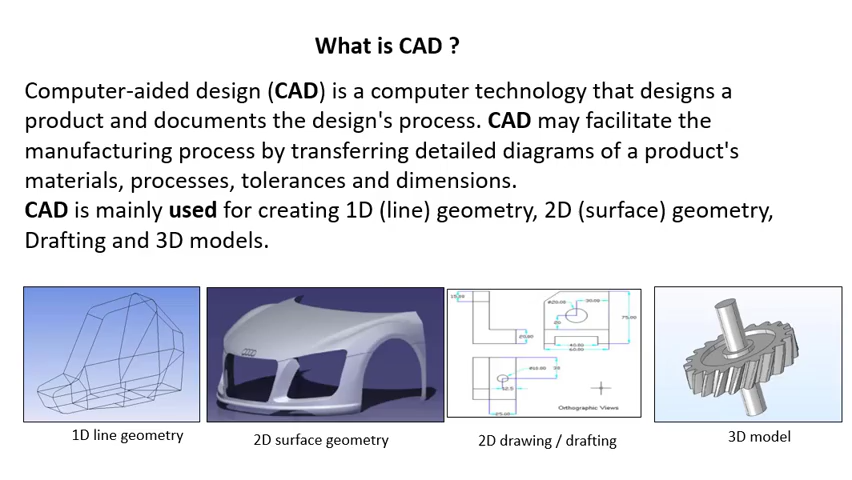 What is CAD ?
Computer-aided design (CAD) is a computer technology that designs a
product and documents the design's process. CAD may facilitate the
manufacturing process by transferring detailed diagrams of a product's
materials, processes, tolerances and dimensions.
CAD is mainly used for creating 1D (line) geometry, 2D (surface) geometry,
Drafting and 3D models.
Orthographic Views
1D line geometry
2D surface geometry
2D drawing / drafting
3D model